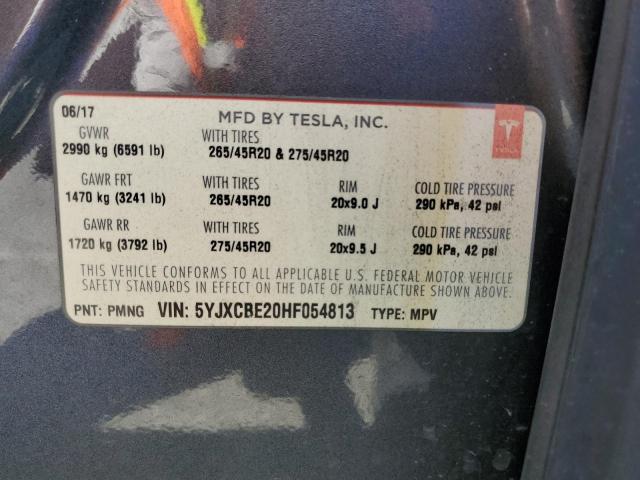 06/17 MFD BY TESLA, INC.
GVWR WITH TIRES
2990 kg (6591 lb) 265/45R20 & 275/45R20
TESLA
GAWR FRT WITH TIRES RIM COLD TIRE PRESSURE
1470 kg (3241 lb) 265/45R20 20x9.0 J 290 kPa, 42 psi
GAWR RR WITH TIRES RIM COLD TIRE PRESSURE
1720 kg (3792 lb) 275/45R20 20x9.5 J 290 kPa, 42 psi
THIS VEHICLE CONFORMS TO ALL APPLICABLE U.S. FEDERAL MOTOR VEHICLE
SAFETY STANDARDS IN EFFECT ON THE DATE OF MANUFACTURE SHOWN ABOVE.
PNT: PMNG VIN: 5YJXCBE20HF054813 TYPE: MPV